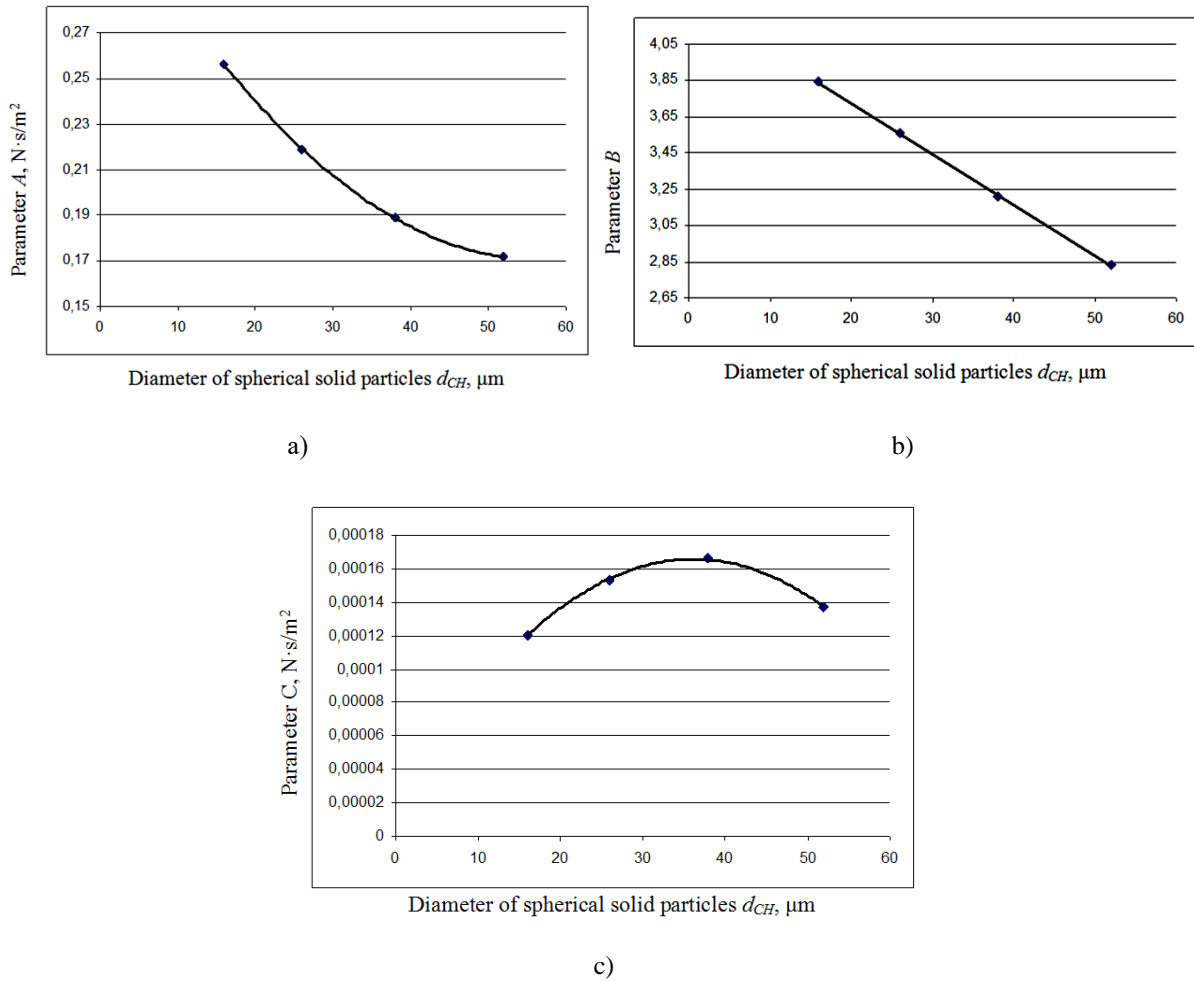 0,27
0,25
0,23
0,21
0,19
0,17
0,15
0 10 20 30 40 50 60
Parameter A, N·s/m²
Diameter of spherical solid particles dCH, μm
a)
4,05
3,85
3,65
3,45
3,25
3,05
2,85
2,65
0 10 20 30 40 50 60
Parameter B
Diameter of spherical solid particles dCH, μm
b)
0,00018
0,00016
0,00014
0,00012
0,0001
0,00008
0,00006
0,00004
0,00002
0
0 10 20 30 40 50 60
Parameter C, N·s/m²
Diameter of spherical solid particles dCH, μm
c)